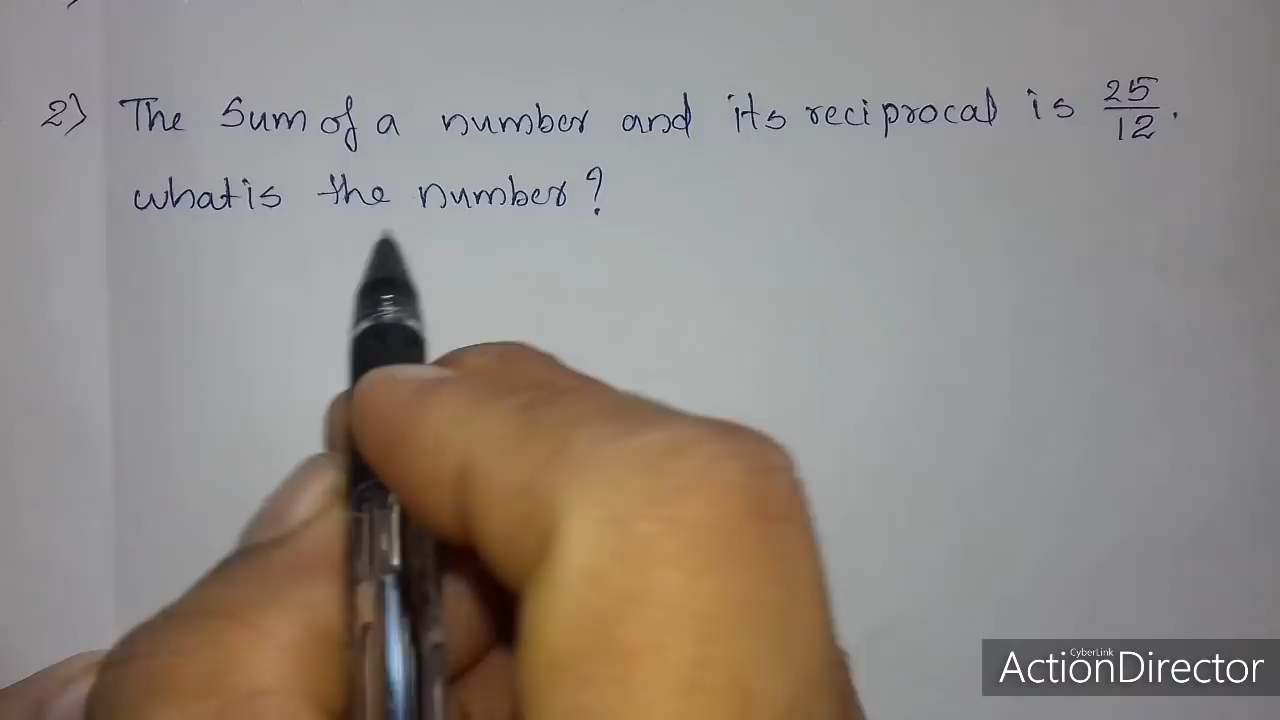 2) The Sum of a number and its reciprocal is 25/12.
what is the number?
CyberLink
ActionDirector